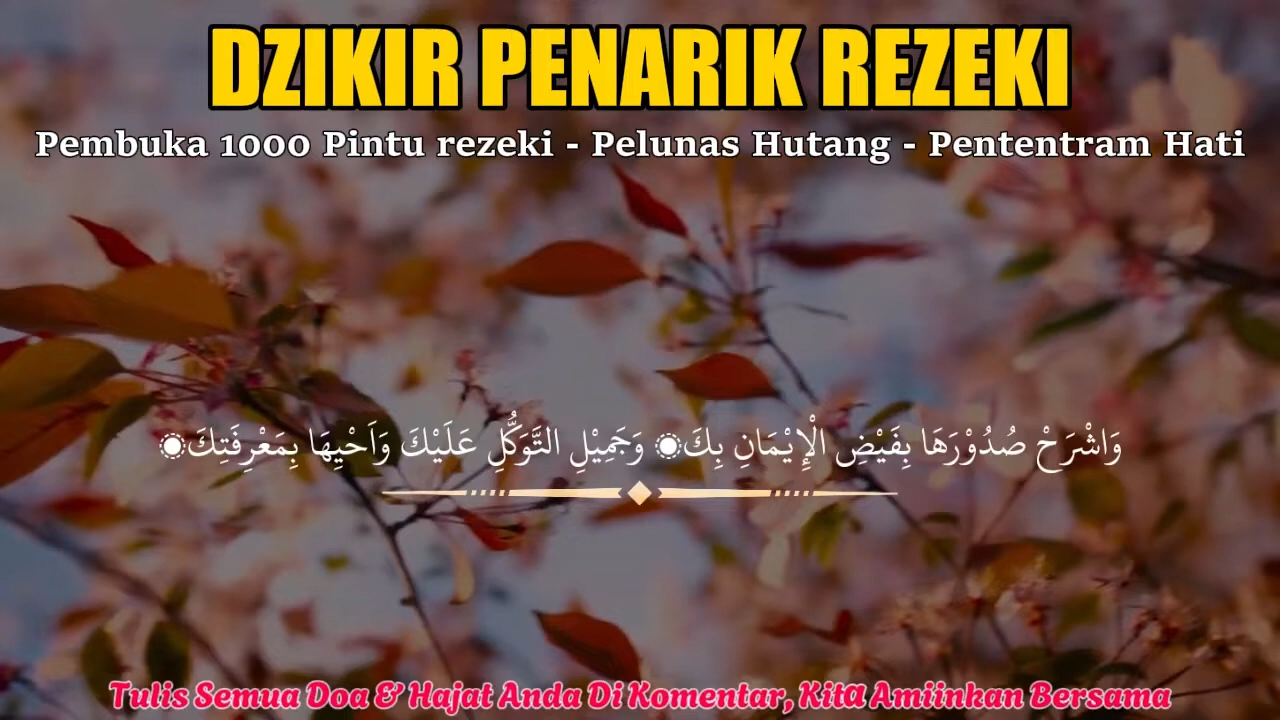 DZIKIR PENARIK REZEKI
Pembuka 1000 Pintu rezeki - Pelunas Hutang - Pententram Hati
وَاشْرَحْ صُدُوْرَهَا بِفَيْضِ الْإِيْمَانِ بِكَ۝ وَجَمِيْلِ التَّوَكُّلِ عَلَيْكَ وَاَحْيِهَا بِمَعْرِفَتِكَ۝
Tulis Semua Doa & Hajat Anda Di Komentar, Kita Amiinkan Bersama